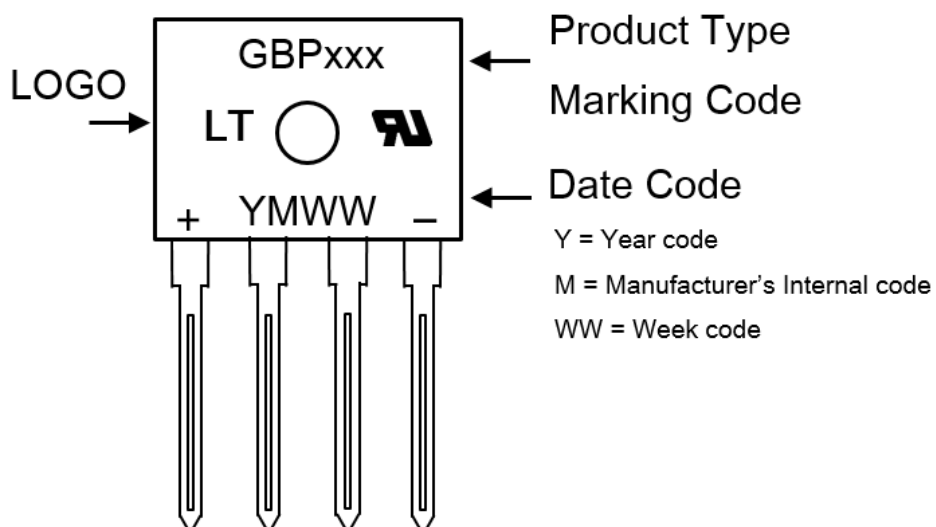 GBPxxx
Product Type
Marking Code
LOGO
LT
+ YMWW −
Date Code
Y = Year code
M = Manufacturer's Internal code
WW = Week code